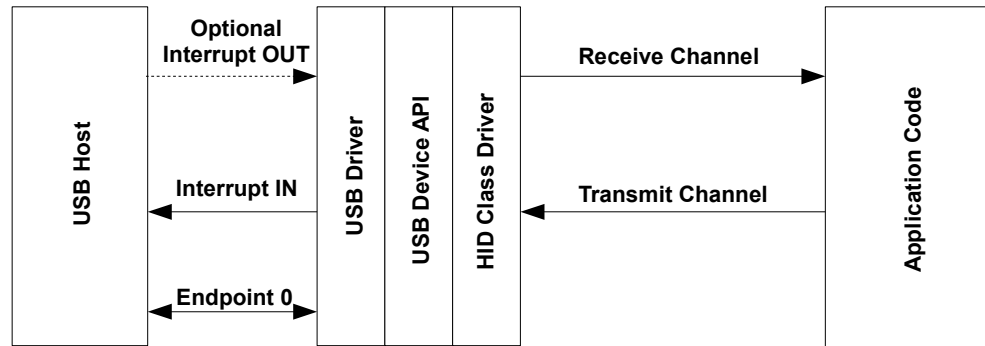 USB Host
Optional
Interrupt OUT
Interrupt IN
Endpoint 0
USB Driver
USB Device API
HID Class Driver
Receive Channel
Transmit Channel
Application Code